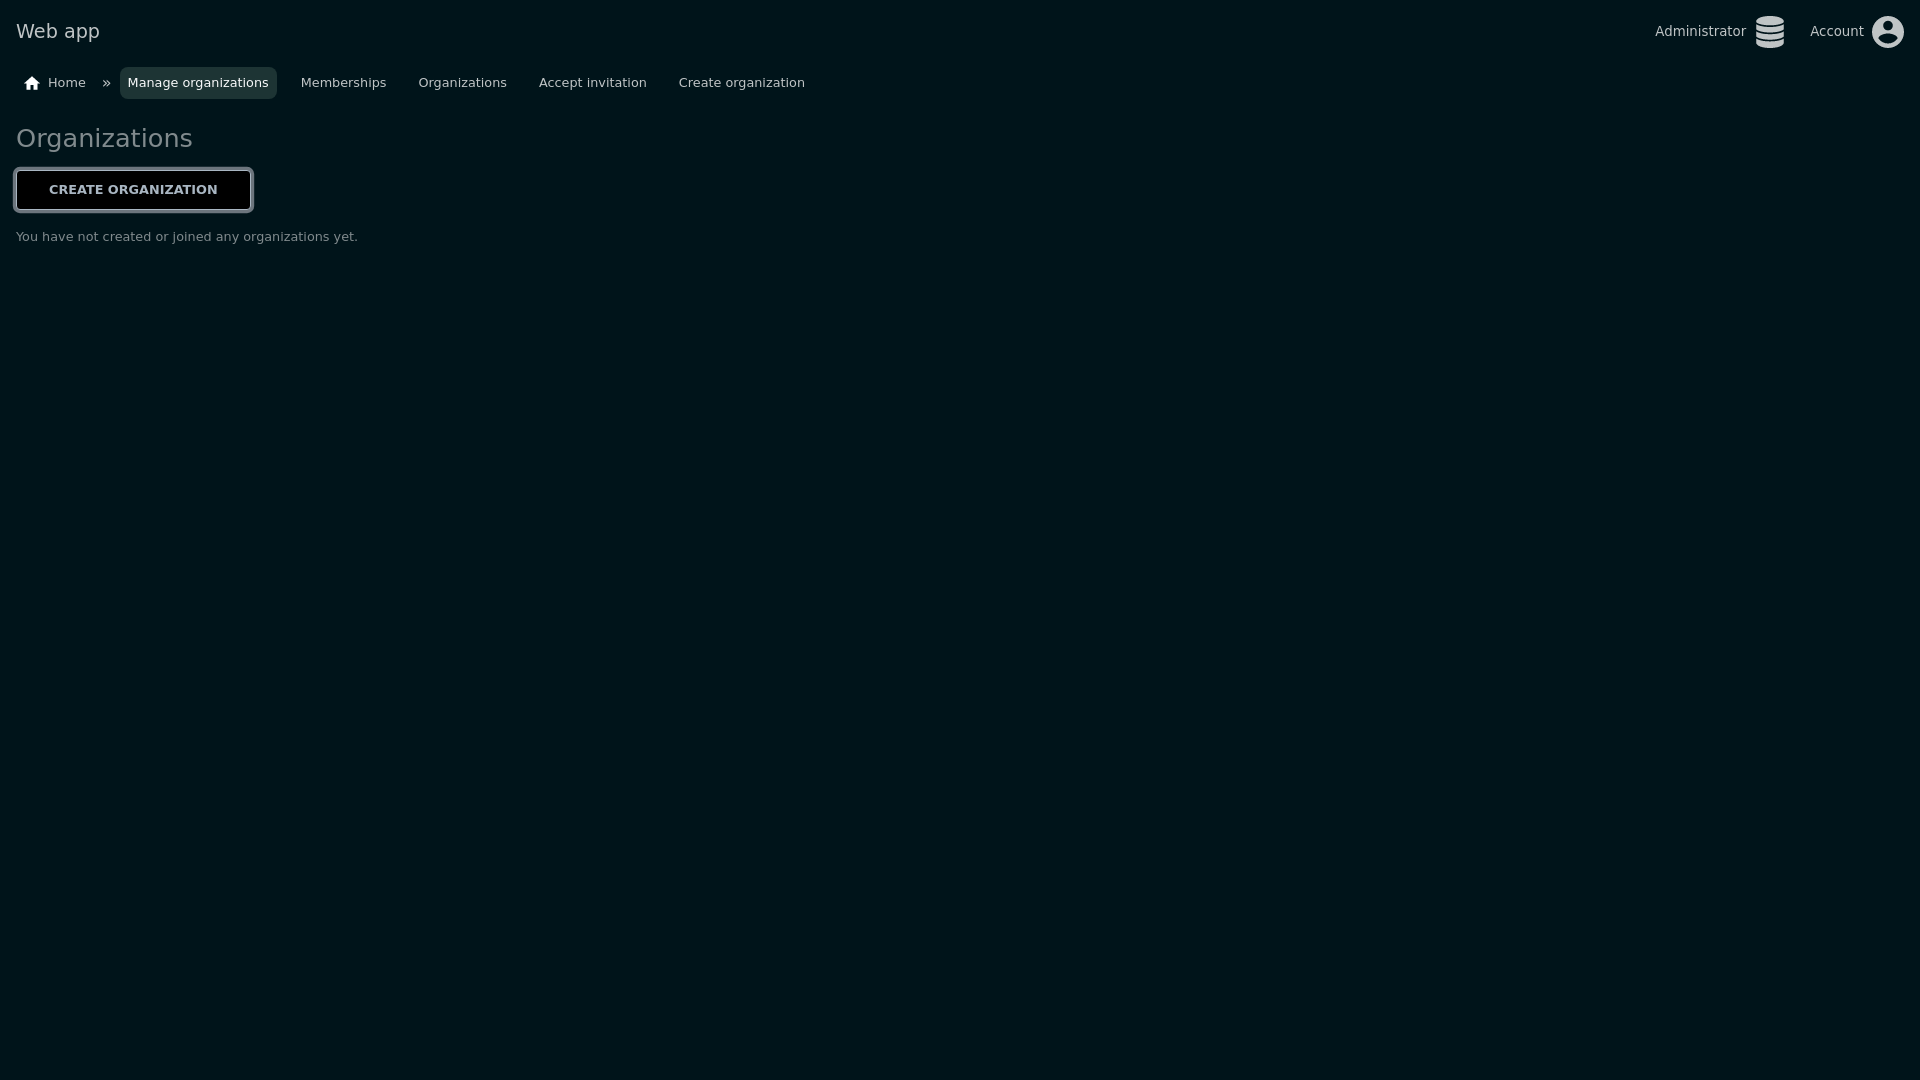 Web app
Administrator
Account
Home » Manage organizations Memberships Organizations Accept invitation Create organization
Organizations
CREATE ORGANIZATION
You have not created or joined any organizations yet.